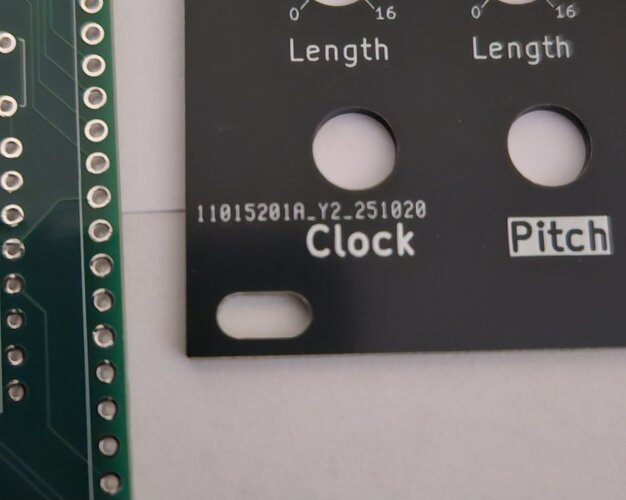 0 16 0 16
Length Length
11015201A_Y2_251020
Clock Pitch